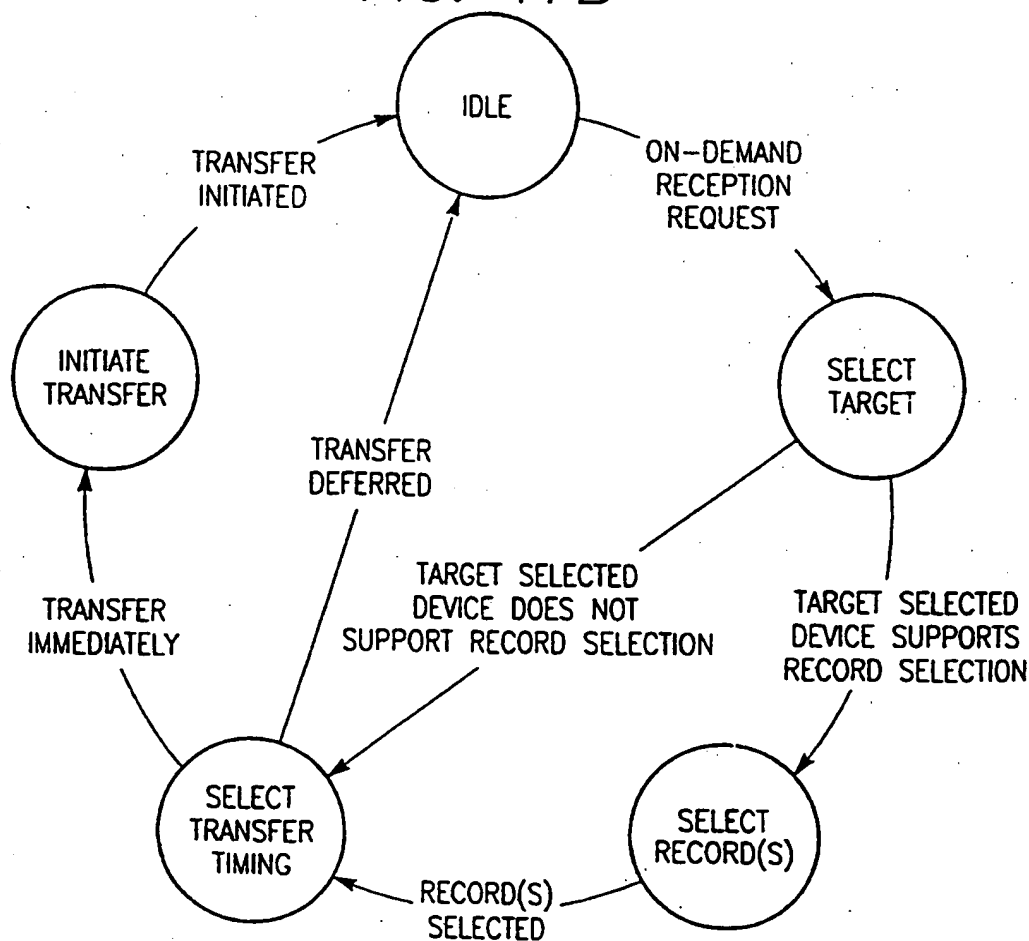 IDLE
TRANSFER
INITIATED
ON-DEMAND
RECEPTION
REQUEST
INITIATE
TRANSFER
SELECT
TARGET
TRANSFER
DEFERRED
TARGET SELECTED
DEVICE DOES NOT
SUPPORT RECORD SELECTION
TRANSFER
IMMEDIATELY
TARGET SELECTED
DEVICE SUPPORTS
RECORD SELECTION
SELECT
TRANSFER
TIMING
SELECT
RECORD(S)
RECORD(S)
SELECTED